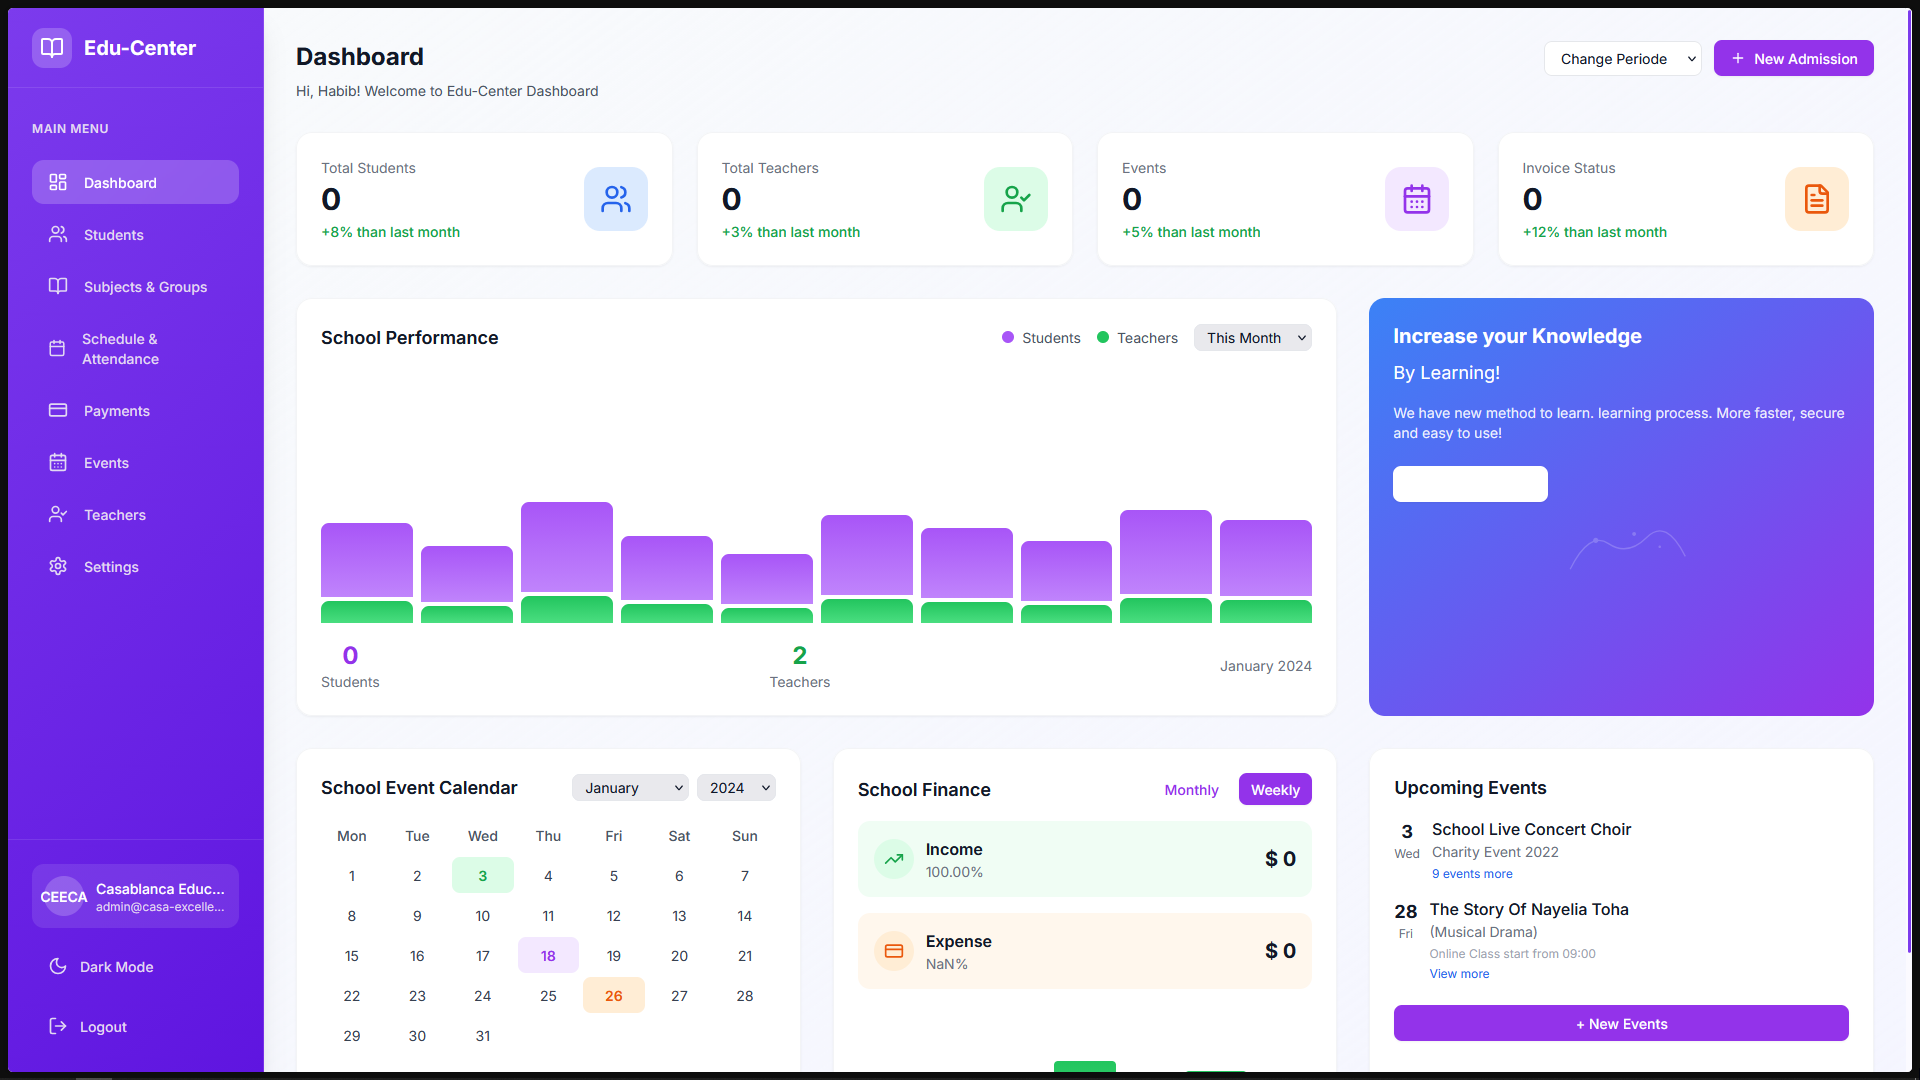 Edu-Center
MAIN MENU
Dashboard
Students
Subjects & Groups
Schedule &
Attendance
Payments
Events
Teachers
Settings
CEECA
Casablanca Educ...
admin@casa-excelle...
Dark Mode
Logout
Dashboard
Hi, Habib! Welcome to Edu-Center Dashboard
Change Periode
+ New Admission
Total Students
0
+8% than last month
Total Teachers
0
+3% than last month
Events
0
+5% than last month
Invoice Status
0
+12% than last month
School Performance
Students
Teachers
This Month
0
Students
2
Teachers
January 2024
Increase your Knowledge
By Learning!
We have new method to learn. learning process. More faster, secure
and easy to use!
School Event Calendar
January
2024
Mon Tue Wed Thu Fri Sat Sun
1 2 3 4 5 6 7
8 9 10 11 12 13 14
15 16 17 18 19 20 21
22 23 24 25 26 27 28
29 30 31
School Finance
Monthly
Weekly
Income
100.00%
$ 0
Expense
NaN%
$ 0
Upcoming Events
3
Wed
School Live Concert Choir
Charity Event 2022
9 events more
28
Fri
The Story Of Nayelia Toha
(Musical Drama)
Online Class start from 09:00
View more
+ New Events